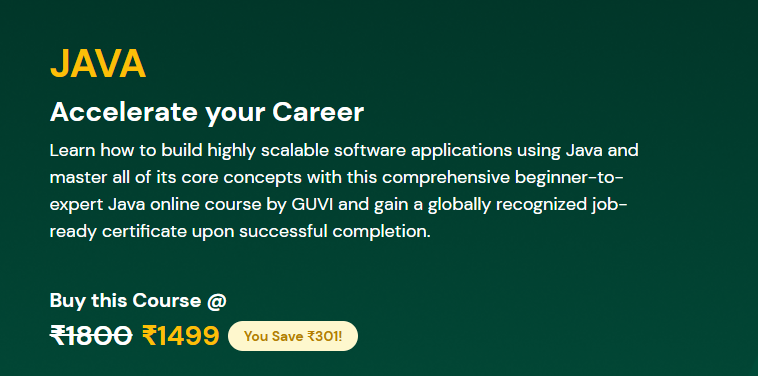 JAVA
Accelerate your Career
Learn how to build highly scalable software applications using Java and
master all of its core concepts with this comprehensive beginner-to-
expert Java online course by GUVI and gain a globally recognized job-
ready certificate upon successful completion.
Buy this Course @
₹1800 ₹1499 You Save ₹301!